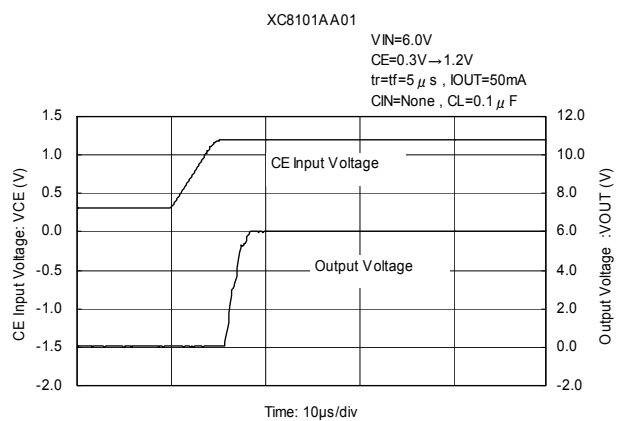 XC8101AA01
VIN=6.0V
CE=0.3V→1.2V
tr=tf=5 μ s , IOUT=50mA
CIN=None , CL=0.1 μ F
CE Input Voltage: VCE (V)
1.5
1.0
0.5
0.0
-0.5
-1.0
-1.5
-2.0
CE Input Voltage
Output Voltage
12.0
10.0
8.0
6.0
4.0
2.0
0.0
-2.0
Output Voltage :VOUT (V)
Time: 10μs/div